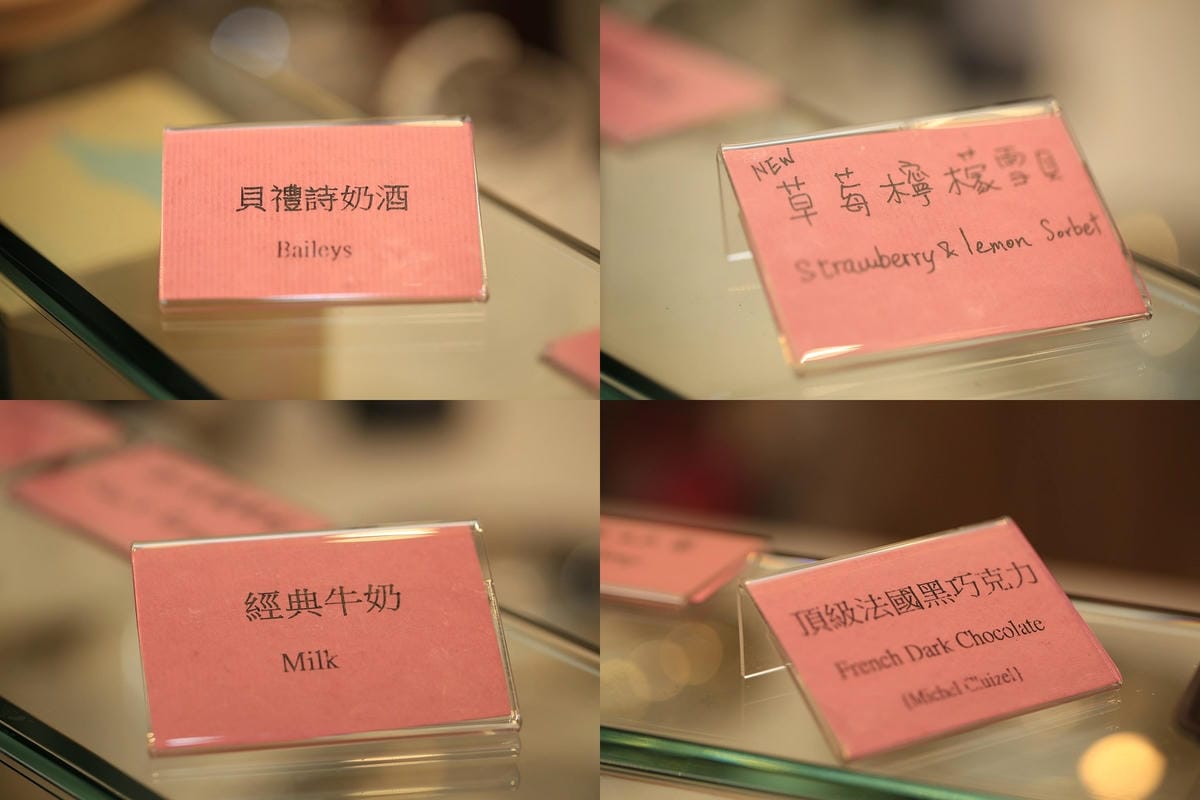 貝禮詩奶酒
Baileys
NEW
草莓檸檬雪貝
Strawberry & lemon Sorbet
經典牛奶
Milk
頂級法國黑巧克力
French Dark Chocolate
[Michel Cluizel]